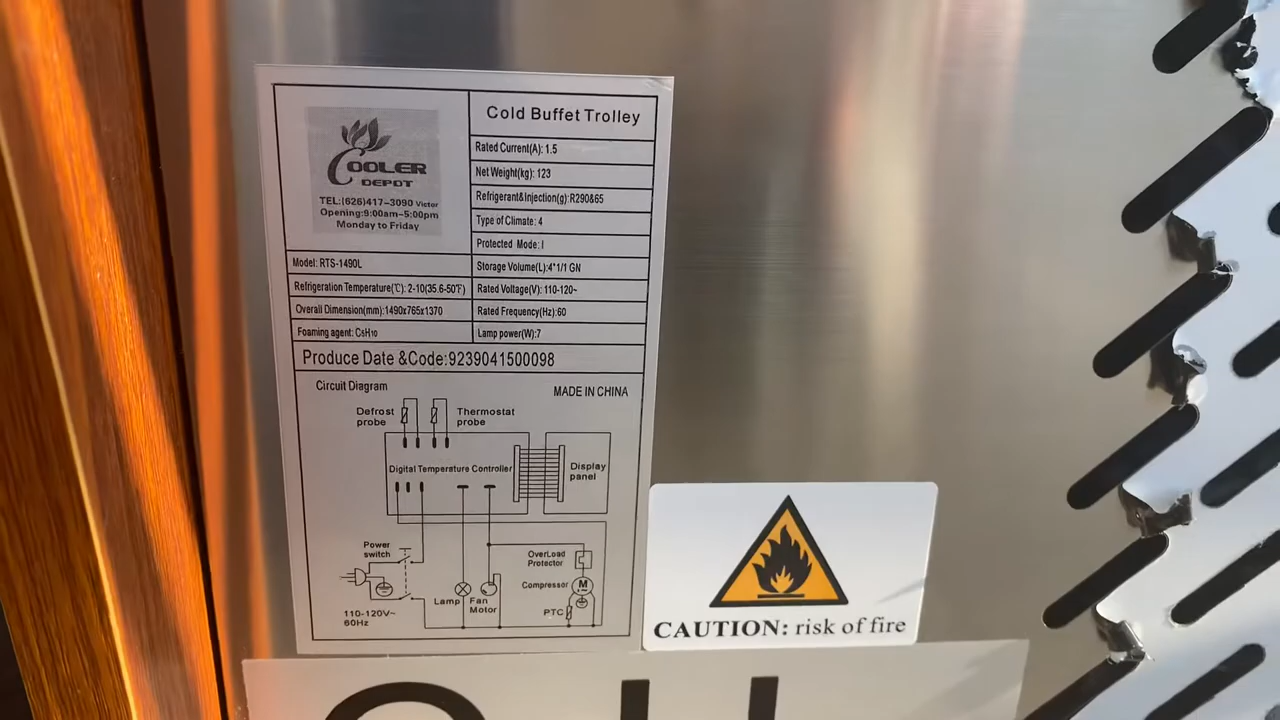 COOLER
DEPOT
TEL:(626)417-3090 Victor
Opening:9:00am-5:00pm
Monday to Friday
Cold Buffet Trolley
Rated Current(A): 1.5
Net Weight(kg): 123
Refrigerant&Injection(g):R290&65
Type of Climate: 4
Protected Mode: I
Model: RTS-1490L
Storage Volume(L):4*1/1 GN
Refrigeration Temperature(℃): 2-10(35.6-50℉)
Rated Voltage(V): 110-120~
Overall Dimension(mm):1490x765x1370
Rated Frequency(Hz):60
Foaming agent: C5H10
Lamp power(W):7
Produce Date &Code:9239041500098
Circuit Diagram
MADE IN CHINA
Defrost
probe
Thermostat
probe
Digital Temperature Controller
Display
panel
Power
switch
OverLoad
Protector
Compressor
M
Lamp
Fan
Motor
PTC
110-120V~
60Hz
CAUTION: risk of fire